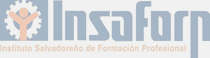 Insaforp
Instituto Salvadoreño de Formación Profesional